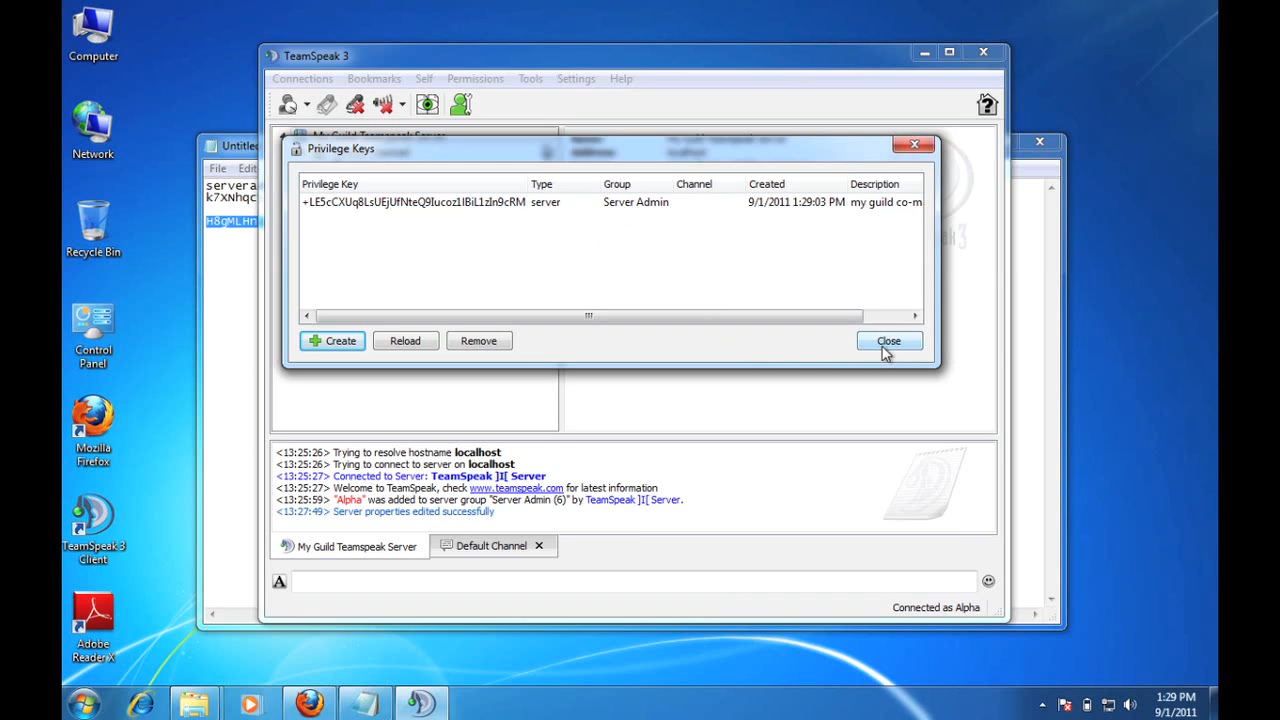 Computer
Network
Recycle Bin
Control
Panel
Mozilla
Firefox
TeamSpeak 3
Client
Adobe
Reader X
TeamSpeak 3
Connections Bookmarks Self Permissions Tools Settings Help
File Edit
k7XNhqc
H8gMLHn
My Guild Teamspeak Server
Privilege Keys
Privilege Key Type Group Channel Created Description
server Server Admin 9/1/2011 1:29:03 PM my guild co-m
Create Reload Remove Close
<13:25:26> Trying to resolve hostname localhost
<13:25:26> Trying to connect to server on localhost
<13:25:27> Connected to Server: TeamSpeak ]I[ Server
<13:25:27> Welcome to TeamSpeak, check www.teamspeak.com for latest information
<13:25:59> "Alpha" was added to server group "Server Admin (6)" by TeamSpeak ]I[ Server.
<13:27:49> Server properties edited successfully
My Guild Teamspeak Server Default Channel
Connected as Alpha
1:29 PM
9/1/2011